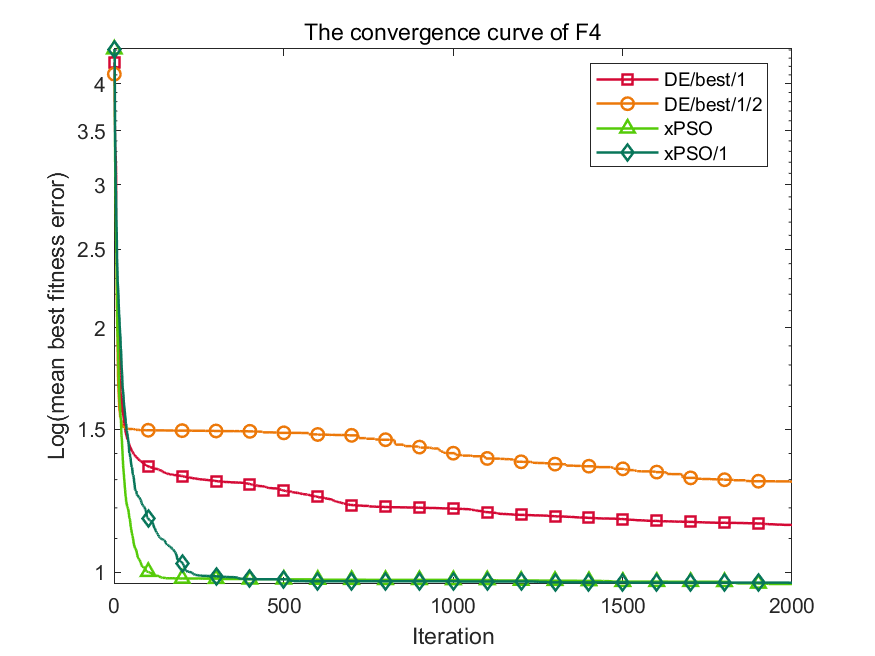 The convergence curve of F4
Log(mean best fitness error)
4
3.5
3
2.5
2
1.5
1
0
500
1000
1500
2000
Iteration
DE/best/1
DE/best/1/2
xPSO
xPSO/1